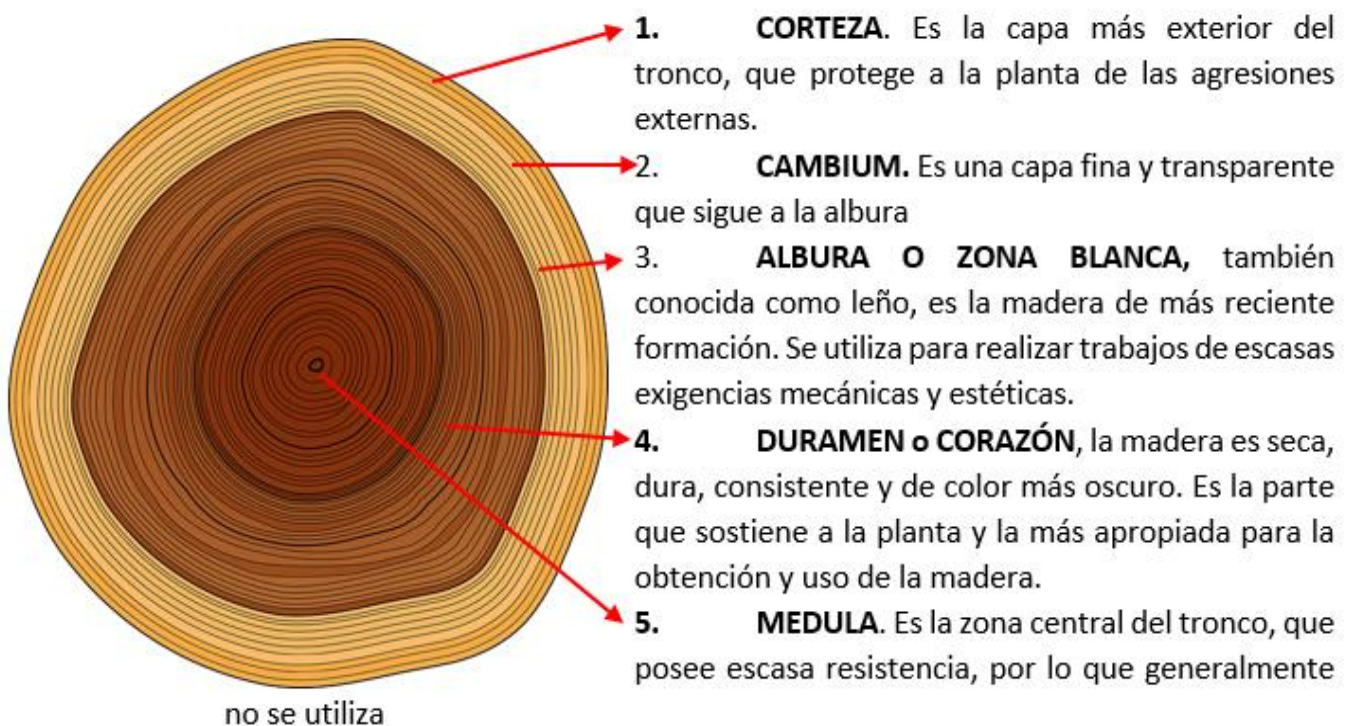 1. CORTEZA. Es la capa más exterior del
tronco, que protege a la planta de las agresiones
externas.
2. CAMBIUM. Es una capa fina y transparente
que sigue a la albura
3. ALBURA O ZONA BLANCA, también
conocida como leño, es la madera de más reciente
formación. Se utiliza para realizar trabajos de escasas
exigencias mecánicas y estéticas.
4. DURAMEN o CORAZÓN, la madera es seca,
dura, consistente y de color más oscuro. Es la parte
que sostiene a la planta y la más apropiada para la
obtención y uso de la madera.
5. MEDULA. Es la zona central del tronco, que
posee escasa resistencia, por lo que generalmente
no se utiliza